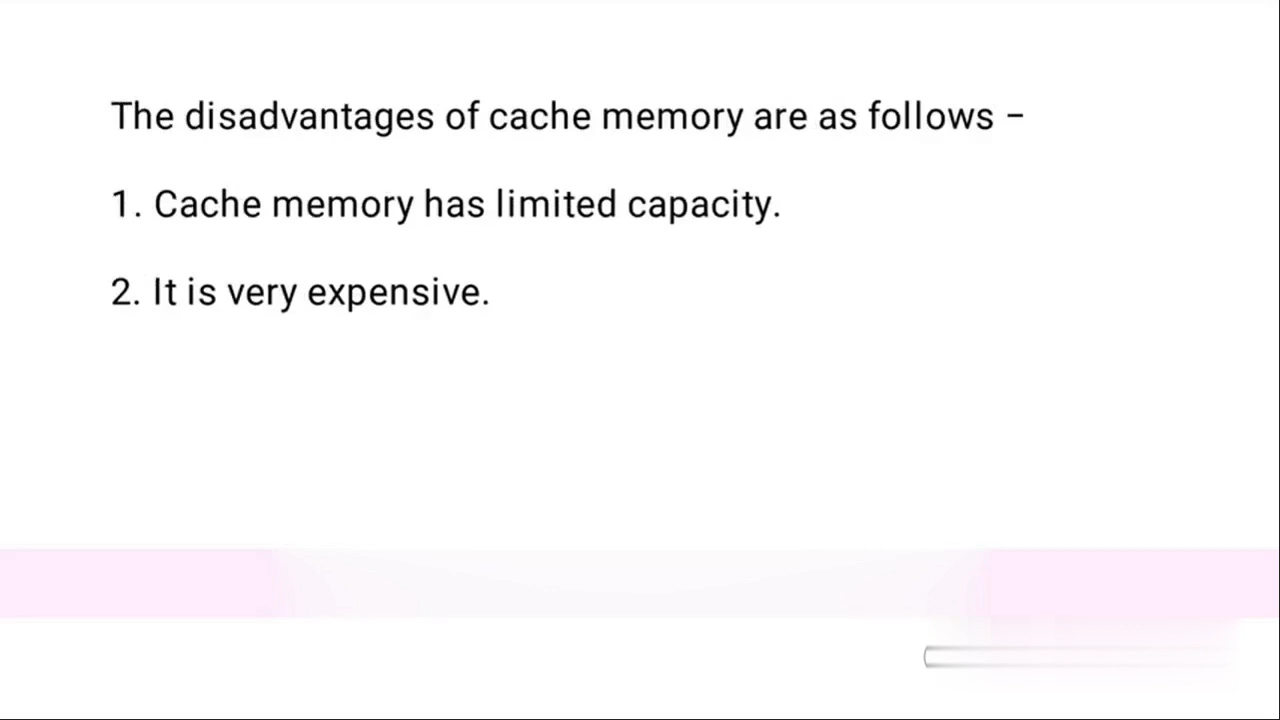 The disadvantages of cache memory are as follows −
1. Cache memory has limited capacity.
2. It is very expensive.